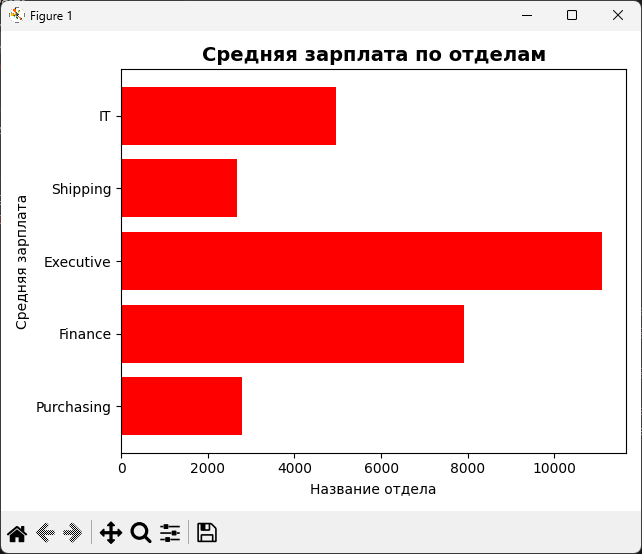 Figure 1
Средняя зарплата по отделам
IT
Shipping
Executive
Finance
Purchasing
Средняя зарплата
0 2000 4000 6000 8000 10000
Название отдела